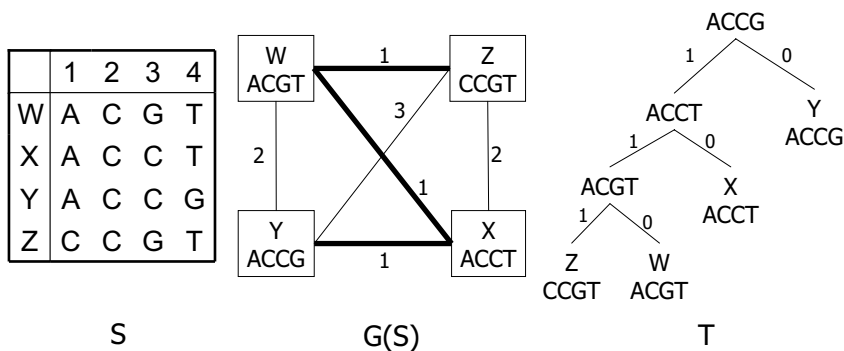 1 2 3 4
W A C G T
X A C C T
Y A C C G
Z C C G T
S
W
ACGT
1
Z
CCGT
3
2
2
1
Y
ACCG
1
X
ACCT
G(S)
ACCG
1 0
ACCT
Y
ACCG
1 0
ACGT
X
ACCT
1 0
Z
CCGT
W
ACGT
T